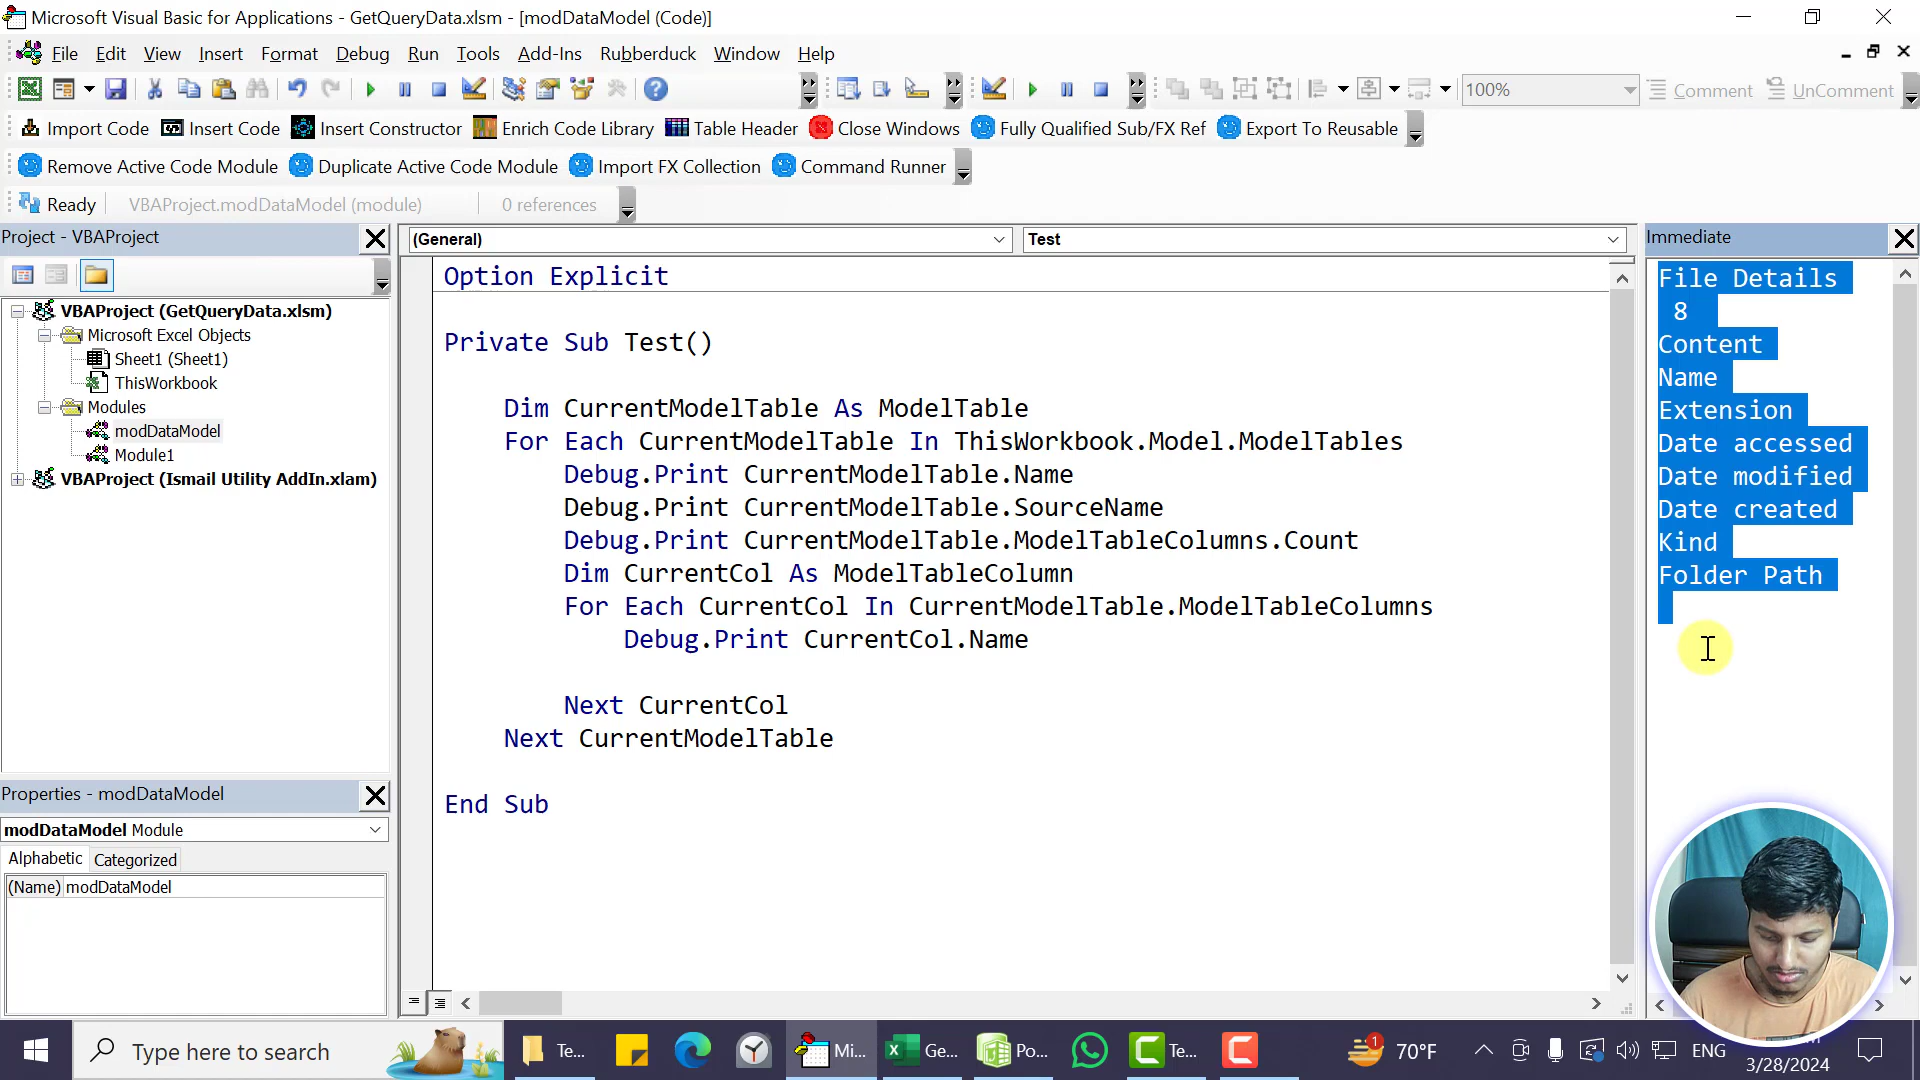 Microsoft Visual Basic for Applications - GetQueryData.xlsm - [modDataModel (Code)]
File Edit View Insert Format Debug Run Tools Add-Ins Rubberduck Window Help
100% Comment UnComment
Import Code Insert Code Insert Constructor Enrich Code Library Table Header Close Windows Fully Qualified Sub/FX Ref Export To Reusable
Remove Active Code Module Duplicate Active Code Module Import FX Collection Command Runner
Ready VBAProject.modDataModel (module) 0 references
Project - VBAProject
VBAProject (GetQueryData.xlsm)
Microsoft Excel Objects
Sheet1 (Sheet1)
ThisWorkbook
Modules
modDataModel
Module1
VBAProject (Ismail Utility AddIn.xlam)
Properties - modDataModel
modDataModel Module
Alphabetic Categorized
(Name) modDataModel
(General) Test
Option Explicit
Private Sub Test()
Dim CurrentModelTable As ModelTable
For Each CurrentModelTable In ThisWorkbook.Model.ModelTables
Debug.Print CurrentModelTable.Name
Debug.Print CurrentModelTable.SourceName
Debug.Print CurrentModelTable.ModelTableColumns.Count
Dim CurrentCol As ModelTableColumn
For Each CurrentCol In CurrentModelTable.ModelTableColumns
Debug.Print CurrentCol.Name
Next CurrentCol
Next CurrentModelTable
End Sub
Immediate
File Details
8
Content
Name
Extension
Date accessed
Date modified
Date created
Kind
Folder Path
Type here to search Te... Mi... Ge... Po... Te... 1 70°F ENG
3/28/2024